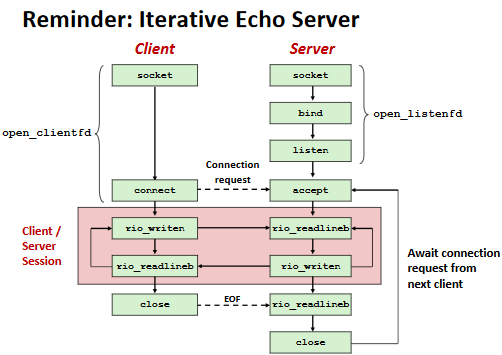 Reminder: Iterative Echo Server
Client
Server
socket
socket
bind
open_listenfd
open_clientfd
listen
Connection
request
connect
accept
Client /
Server
Session
rio_writen
rio_readlineb
rio_readlineb
rio_writen
Await connection
request from
next client
close
EOF
rio_readlineb
close